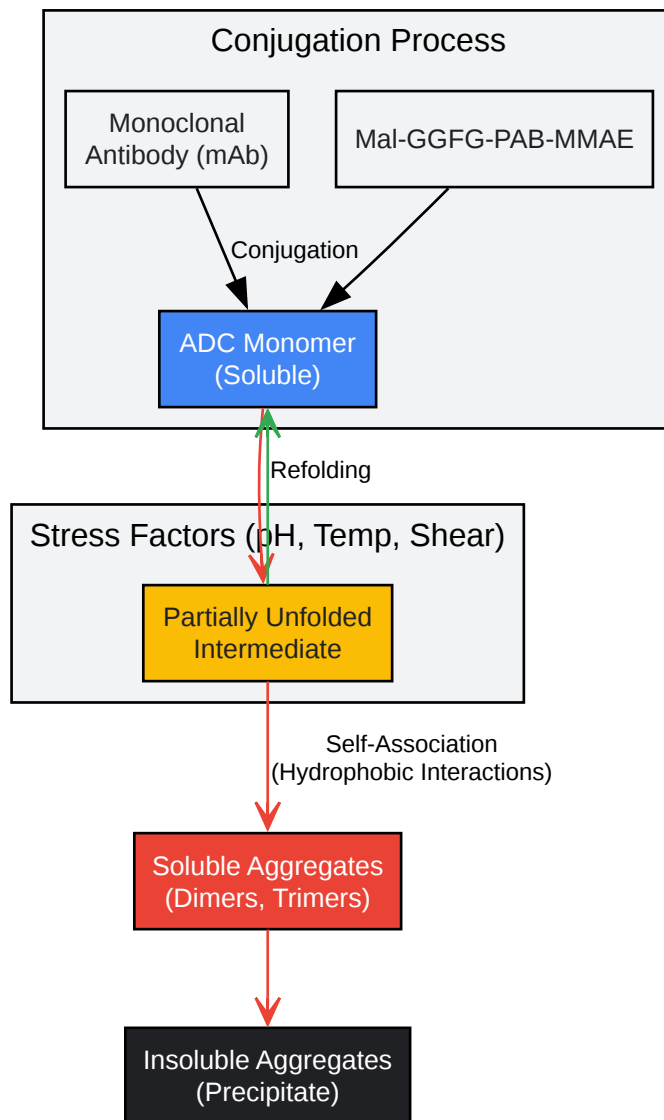 Conjugation Process
Monoclonal
Antibody (mAb)
Mal-GGFG-PAB-MMAE
Conjugation
ADC Monomer
(Soluble)
Refolding
Stress Factors (pH, Temp, Shear)
Partially Unfolded
Intermediate
Self-Association
(Hydrophobic Interactions)
Soluble Aggregates
(Dimers, Trimers)
Insoluble Aggregates
(Precipitate)